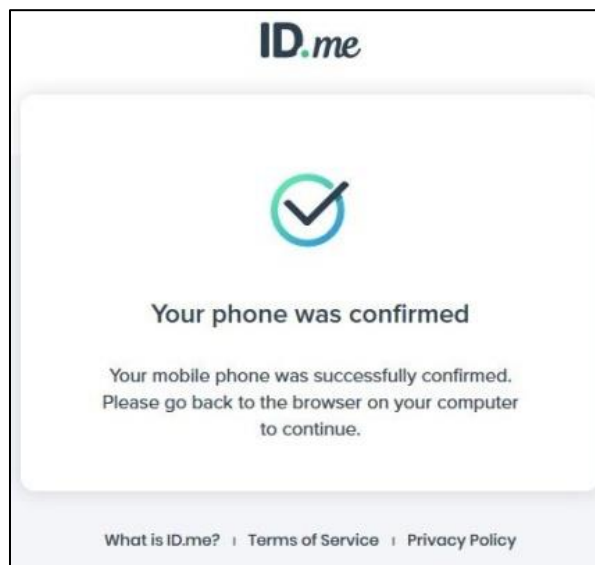 ID.me
Your phone was confirmed
Your mobile phone was successfully confirmed.
Please go back to the browser on your computer
to continue.
What is ID.me? | Terms of Service | Privacy Policy